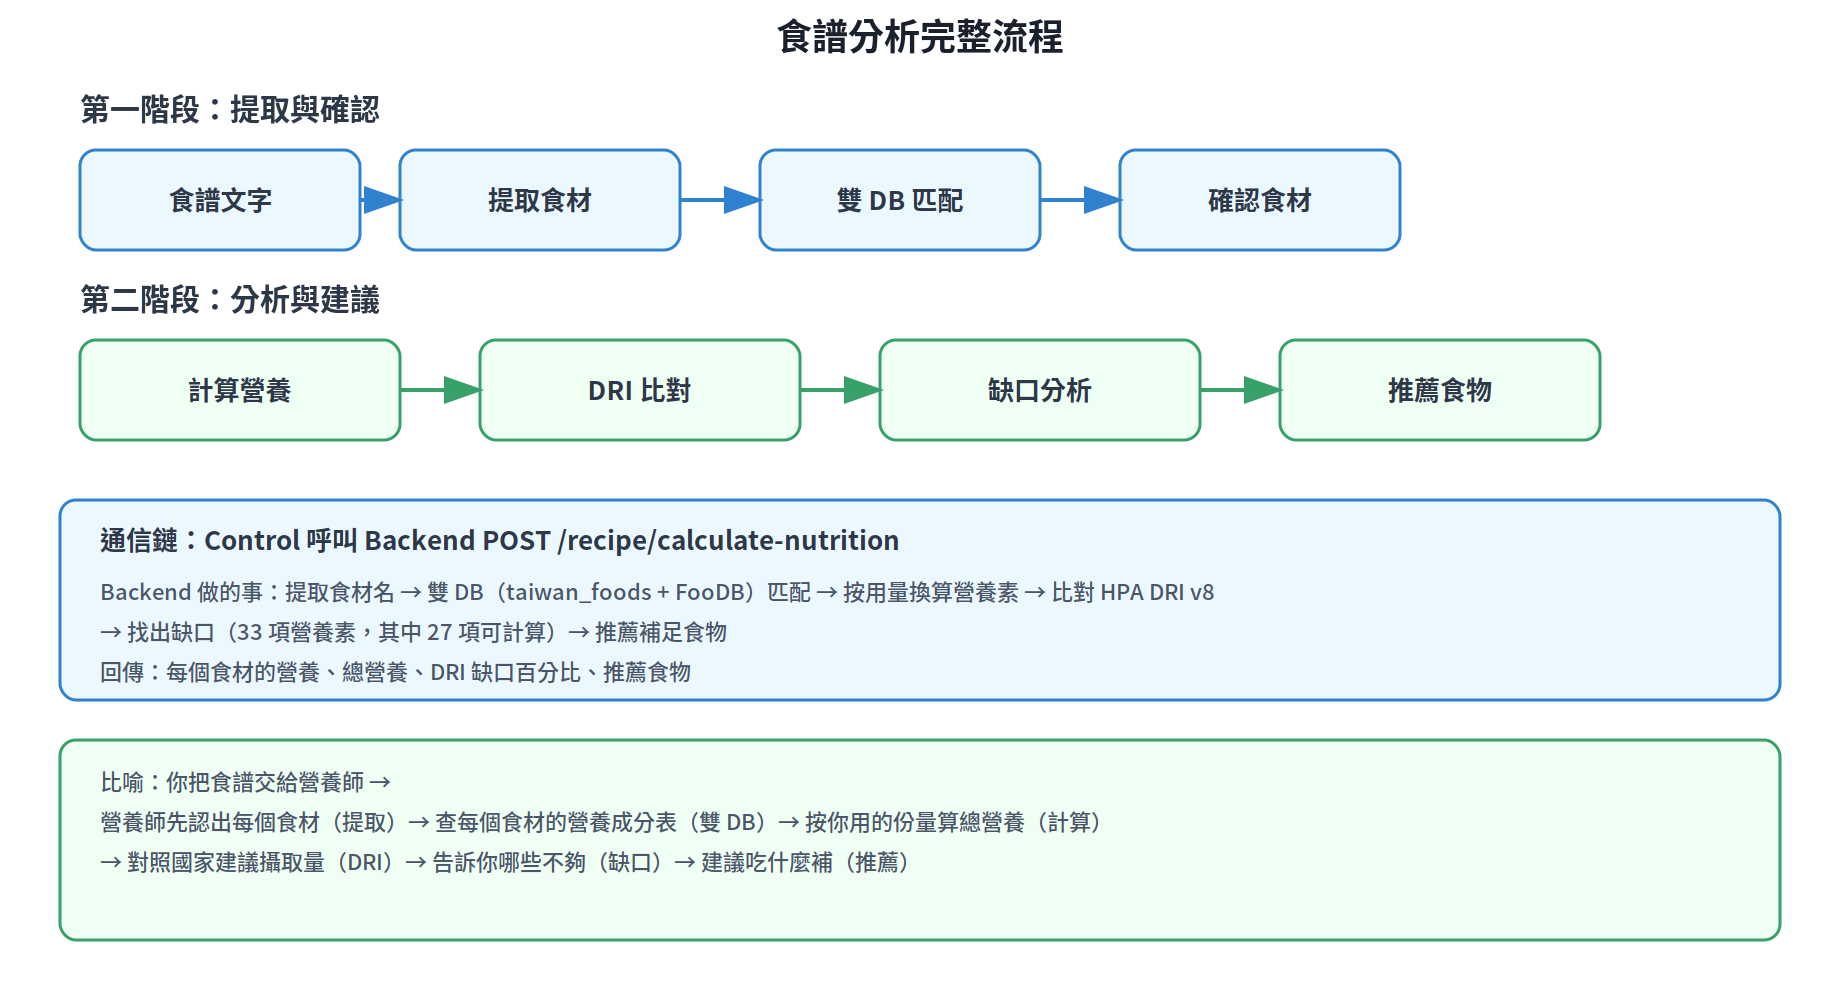 食譜分析完整流程
第一階段：提取與確認
食譜文字
提取食材
雙 DB 匹配
確認食材
第二階段：分析與建議
計算營養
DRI 比對
缺口分析
推薦食物
通信鏈：Control 呼叫 Backend POST /recipe/calculate-nutrition
Backend 做的事：提取食材名 → 雙 DB（taiwan_foods + FooDB）匹配 → 按用量換算營養素 → 比對 HPA DRI v8
→ 找出缺口（33 項營養素，其中 27 項可計算）→ 推薦補足食物
回傳：每個食材的營養、總營養、DRI 缺口百分比、推薦食物
比喻：你把食譜交給營養師 →
營養師先認出每個食材（提取）→ 查每個食材的營養成分表（雙 DB）→ 按你用的份量算總營養（計算）
→ 對照國家建議攝取量（DRI）→ 告訴你哪些不夠（缺口）→ 建議吃什麼補（推薦）